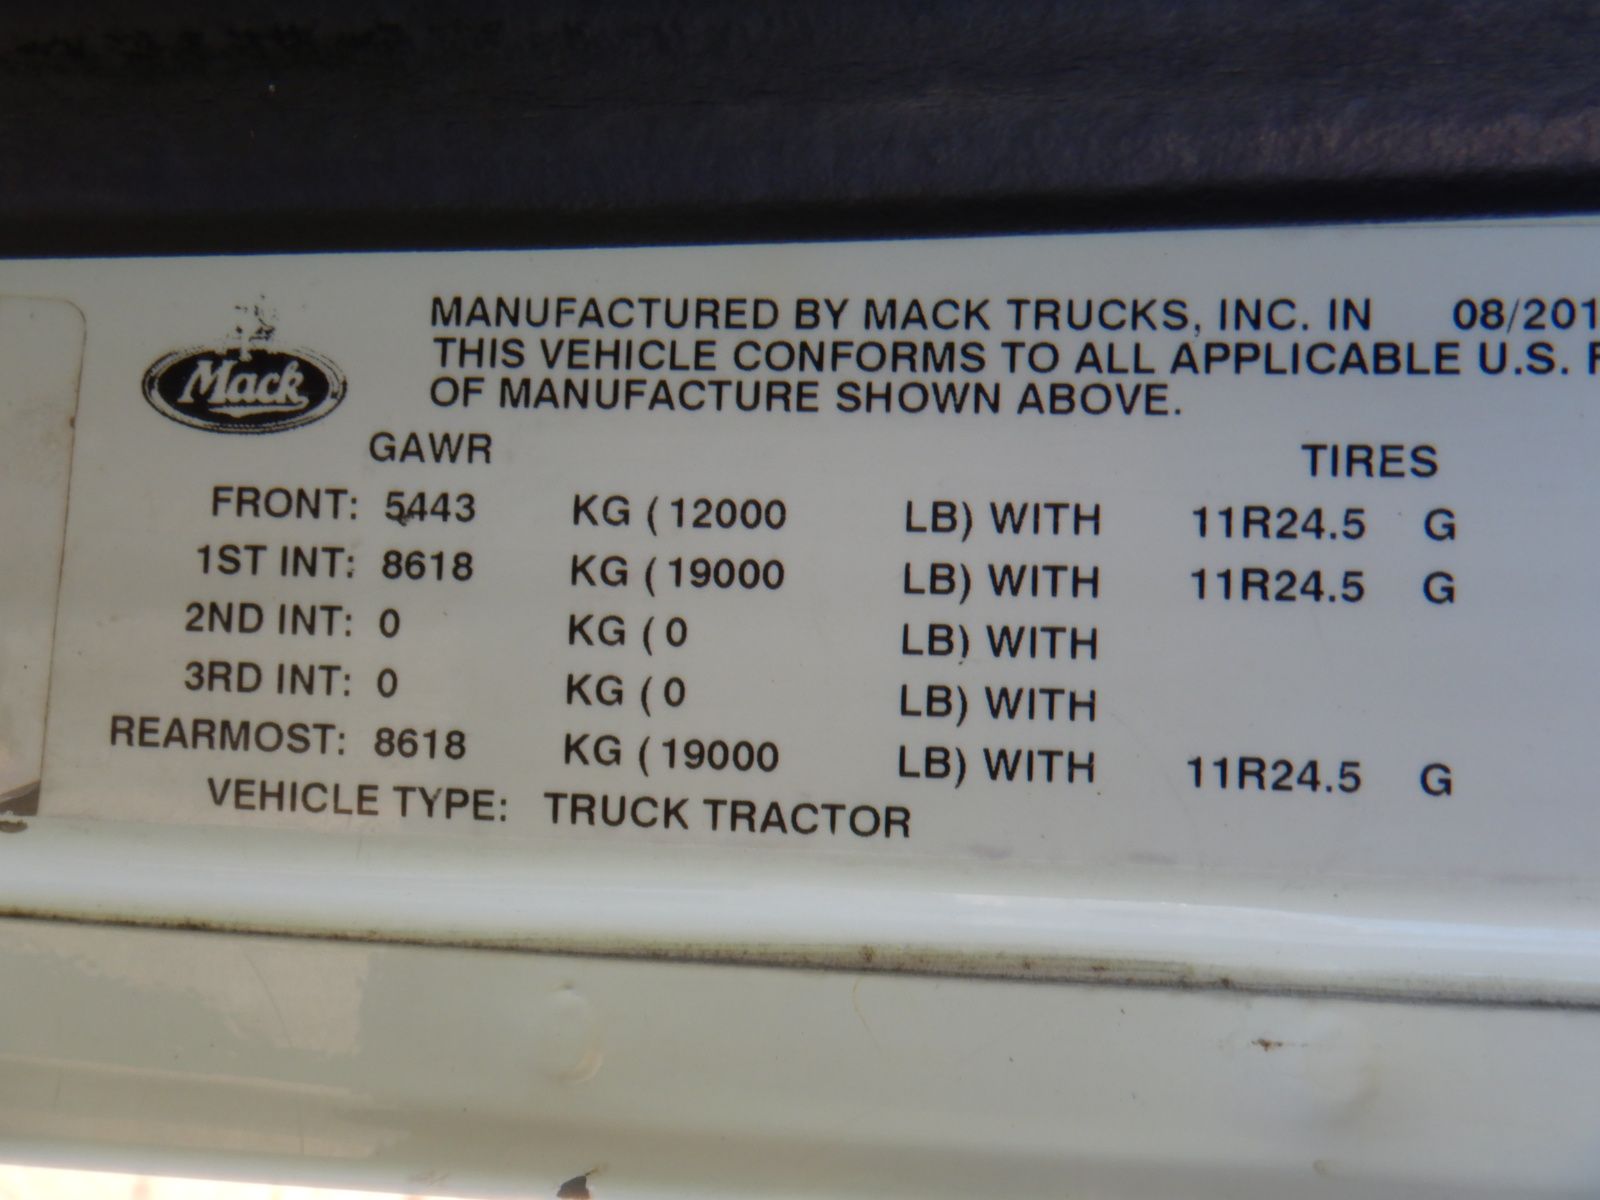 Mack
MANUFACTURED BY MACK TRUCKS, INC. IN 08/201
THIS VEHICLE CONFORMS TO ALL APPLICABLE U.S. F
OF MANUFACTURE SHOWN ABOVE.
GAWR TIRES
FRONT: 5443 KG ( 12000 LB) WITH 11R24.5 G
1ST INT: 8618 KG ( 19000 LB) WITH 11R24.5 G
2ND INT: 0 KG ( 0 LB) WITH
3RD INT: 0 KG ( 0 LB) WITH
REARMOST: 8618 KG ( 19000 LB) WITH 11R24.5 G
VEHICLE TYPE: TRUCK TRACTOR